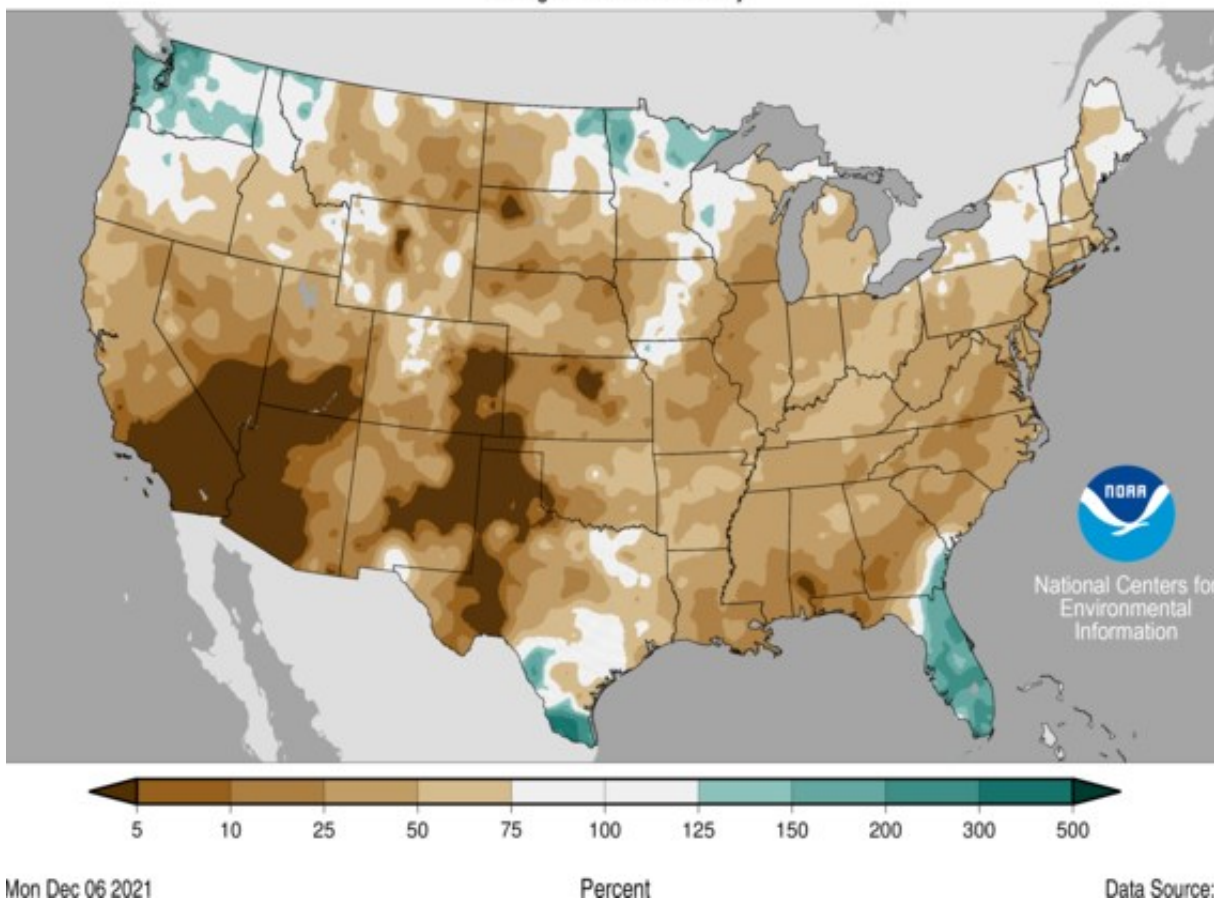 NOAA
National Centers for
Environmental
Information
5 10 25 50 75 100 125 150 200 300 500
Mon Dec 06 2021 Percent Data Source: